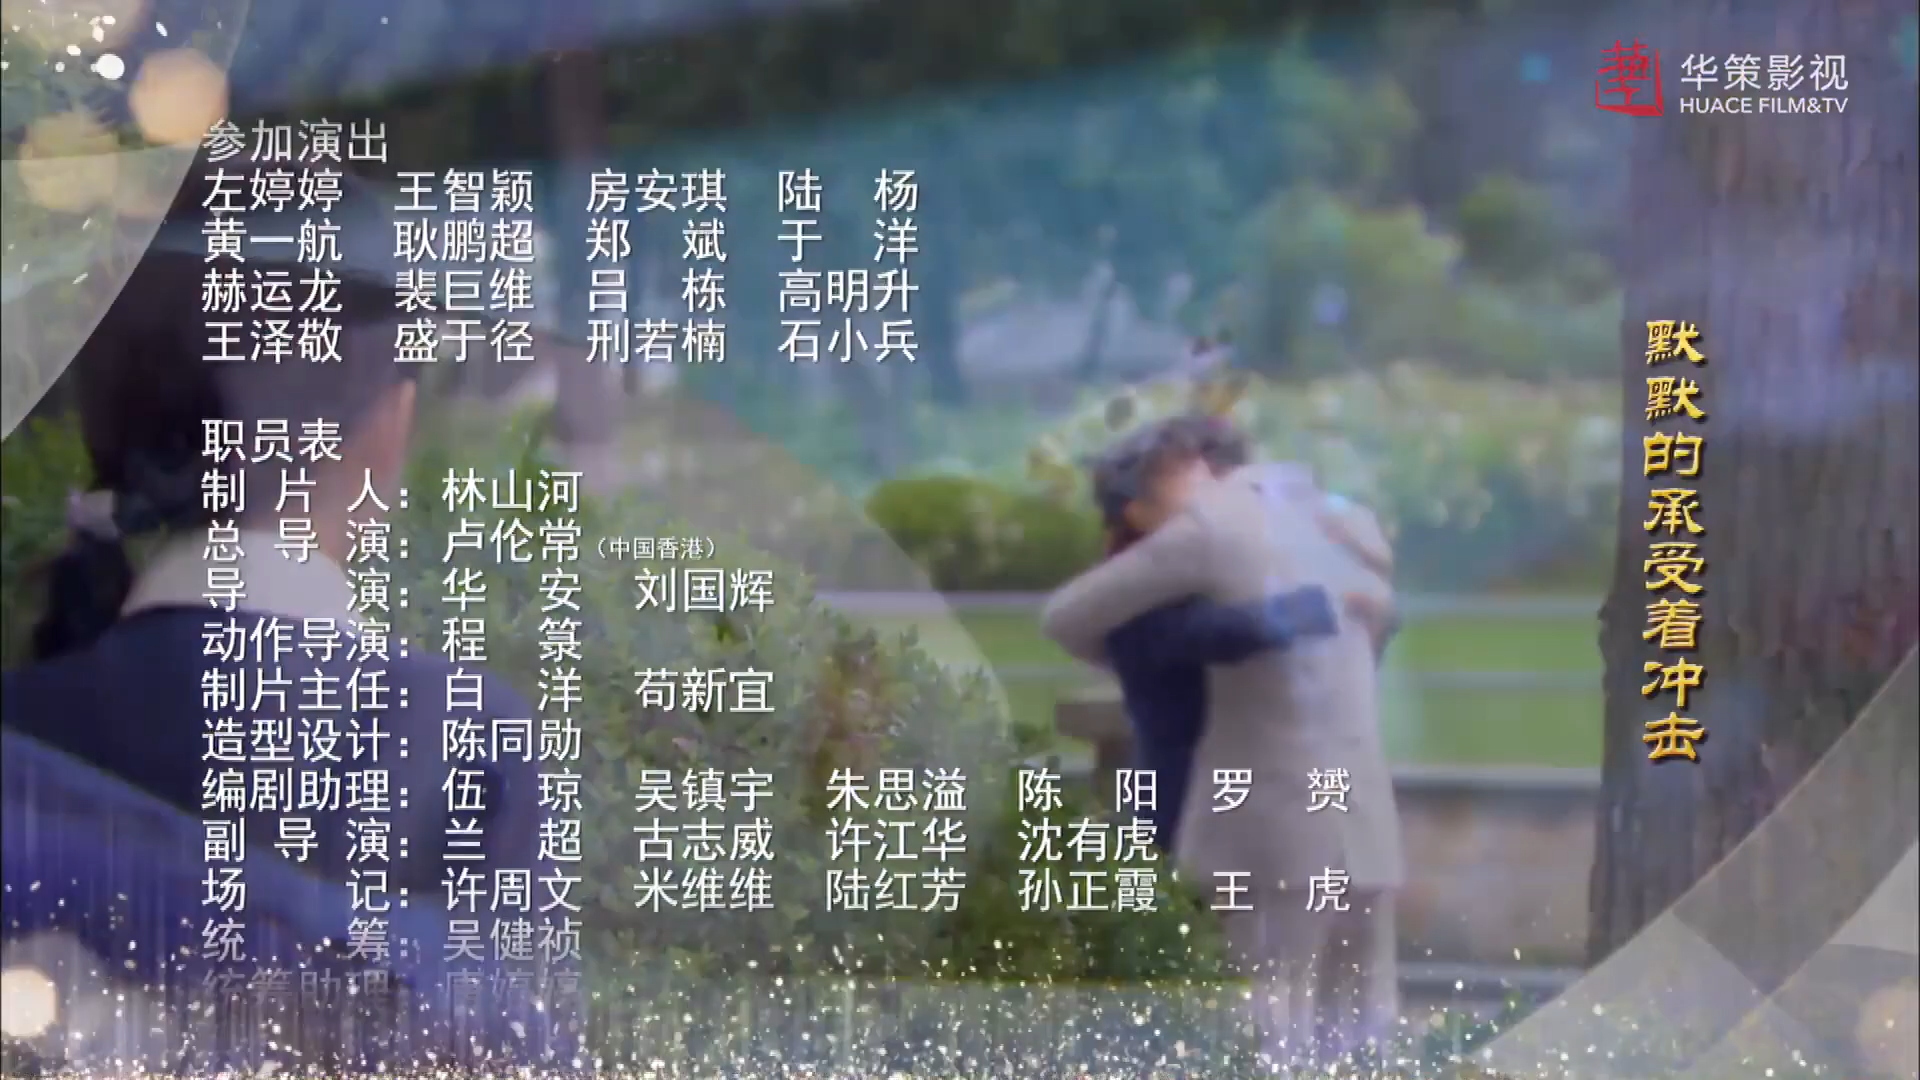 华策影视
HUACE FILM&TV
参加演出
左婷婷 王智颖 房安琪 陆 杨
黄一航 耿鹏超 郑 斌 于 洋
赫运龙 裴巨维 吕 栋 高明升
王泽敬 盛于径 刑若楠 石小兵
职员表
制片人：林山河
总导演：卢伦常（中国香港）
导 演：华 安 刘国辉
动作导演：程 箓
制片主任：白 洋 苟新宜
造型设计：陈同勋
编剧助理：伍 琼 吴镇宇 朱思溢 陈 阳 罗 赟
副导演：兰 超 古志威 许江华 沈有虎
场 记：许周文 米维维 陆红芳 孙正霞 王 虎
统 筹：吴健祯
统筹助理：唐婷婷
默默的承受着冲击